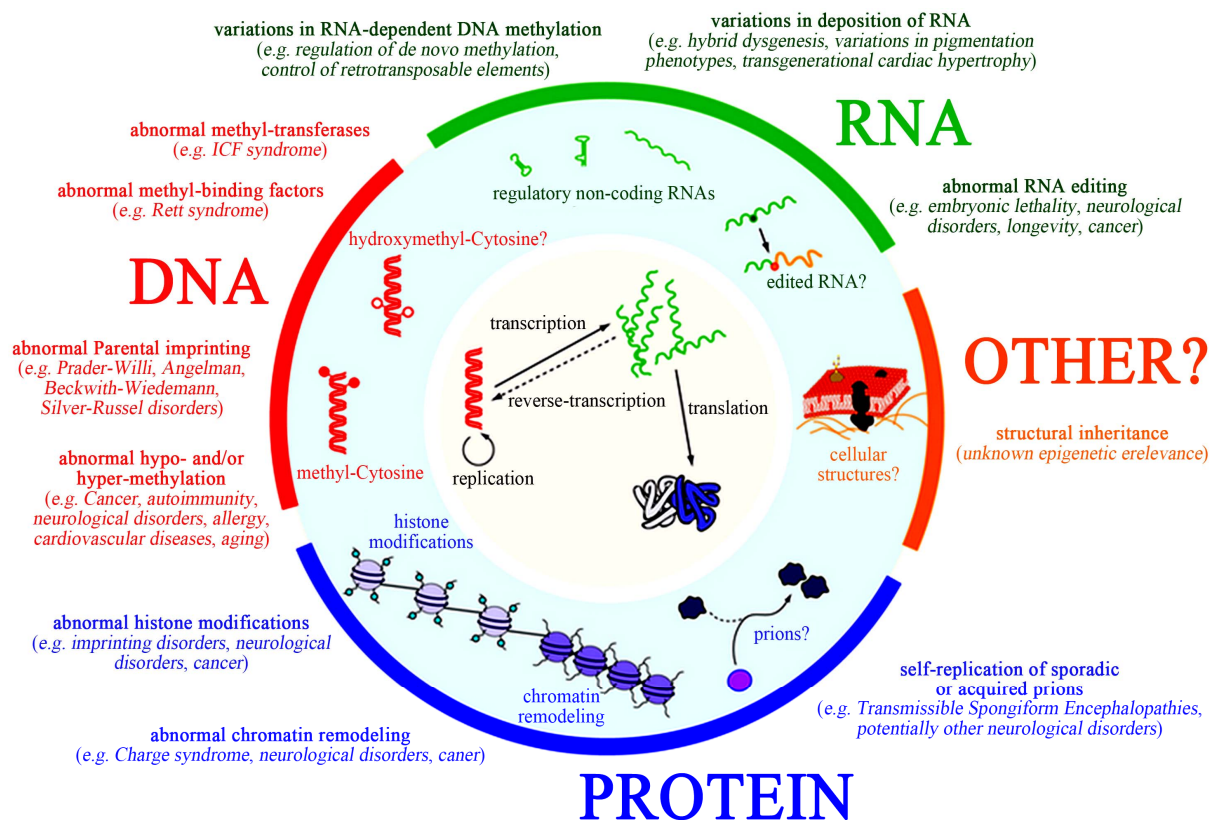 variations in RNA-dependent DNA methylation
(e.g. regulation of de novo methylation,
control of retrotransposable elements)
variations in deposition of RNA
(e.g. hybrid dysgenesis, variations in pigmentation
phenotypes, transgenerational cardiac hypertrophy)
RNA
abnormal methyl-transferases
(e.g. ICF syndrome)
abnormal methyl-binding factors
(e.g. Rett syndrome)
regulatory non-coding RNAs
abnormal RNA editing
(e.g. embryonic lethality, neurological
disorders, longevity, cancer)
hydroxymethyl-Cytosine?
edited RNA?
DNA
transcription
OTHER?
abnormal Parental imprinting
(e.g. Prader-Willi, Angelman,
Beckwith-Wiedemann,
Silver-Russel disorders)
reverse-transcription
translation
structural inheritance
(unknown epigenetic erelevance)
cellular
structures?
abnormal hypo- and/or
hyper-methylation
(e.g. Cancer, autoimmunity,
neurological disorders, allergy,
cardiovascular diseases, aging)
methyl-Cytosine
replication
histone
modifications
abnormal histone modifications
(e.g. imprinting disorders, neurological
disorders, cancer)
prions?
chromatin
remodeling
self-replication of sporadic
or acquired prions
(e.g. Transmissible Spongiform Encephalopathies,
potentially other neurological disorders)
abnormal chromatin remodeling
(e.g. Charge syndrome, neurological disorders, caner)
PROTEIN